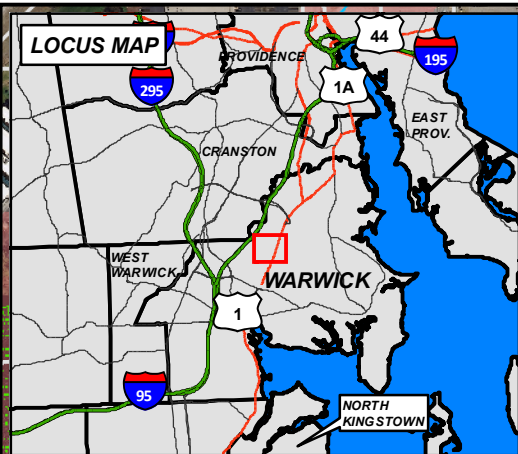 LOCUS MAP
44
195
PROVIDENCE
295
1A
EAST
PROV.
CRANSTON
WEST
WARWICK
WARWICK
1
95
NORTH
KINGSTOWN